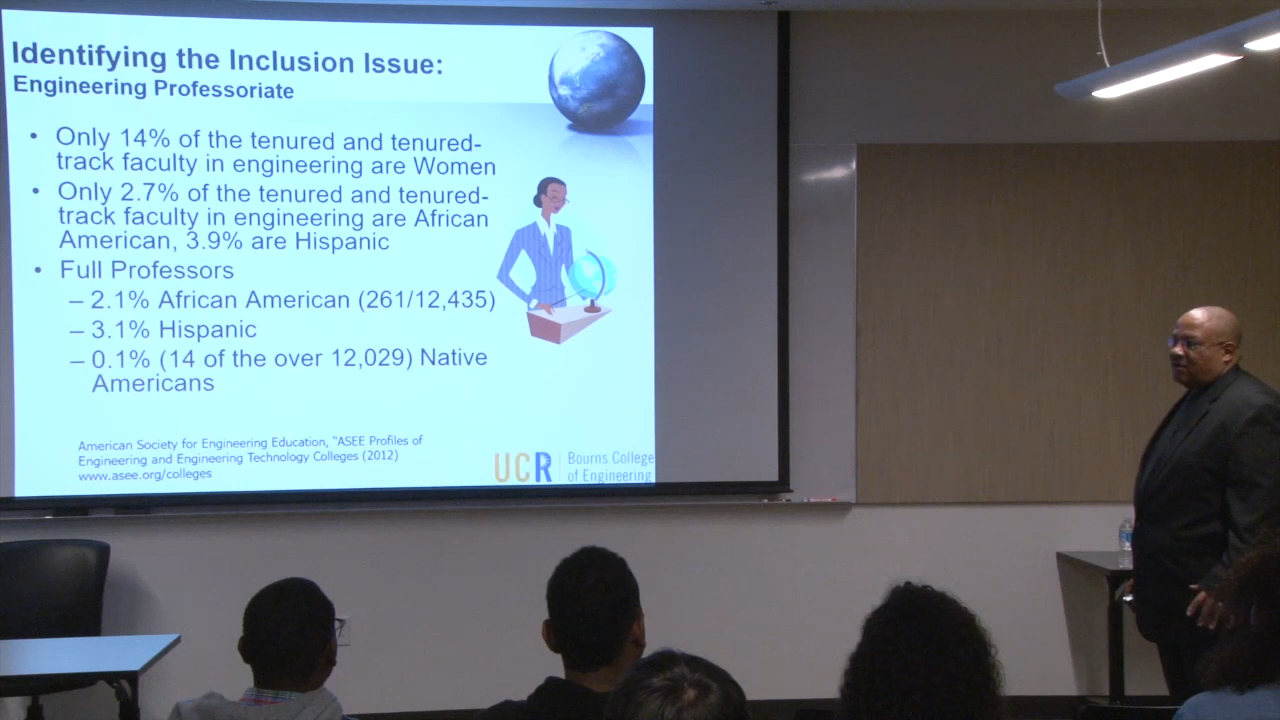 Identifying the Inclusion Issue:
Engineering Professoriate
• Only 14% of the tenured and tenured-
track faculty in engineering are Women
• Only 2.7% of the tenured and tenured-
track faculty in engineering are African
American, 3.9% are Hispanic
• Full Professors
– 2.1% African American (261/12,435)
– 3.1% Hispanic
– 0.1% (14 of the over 12,029) Native
Americans
American Society for Engineering Education, "ASEE Profiles of
Engineering and Engineering Technology Colleges (2012)
www.asee.org/colleges
UCR
Bourns College
of Engineering